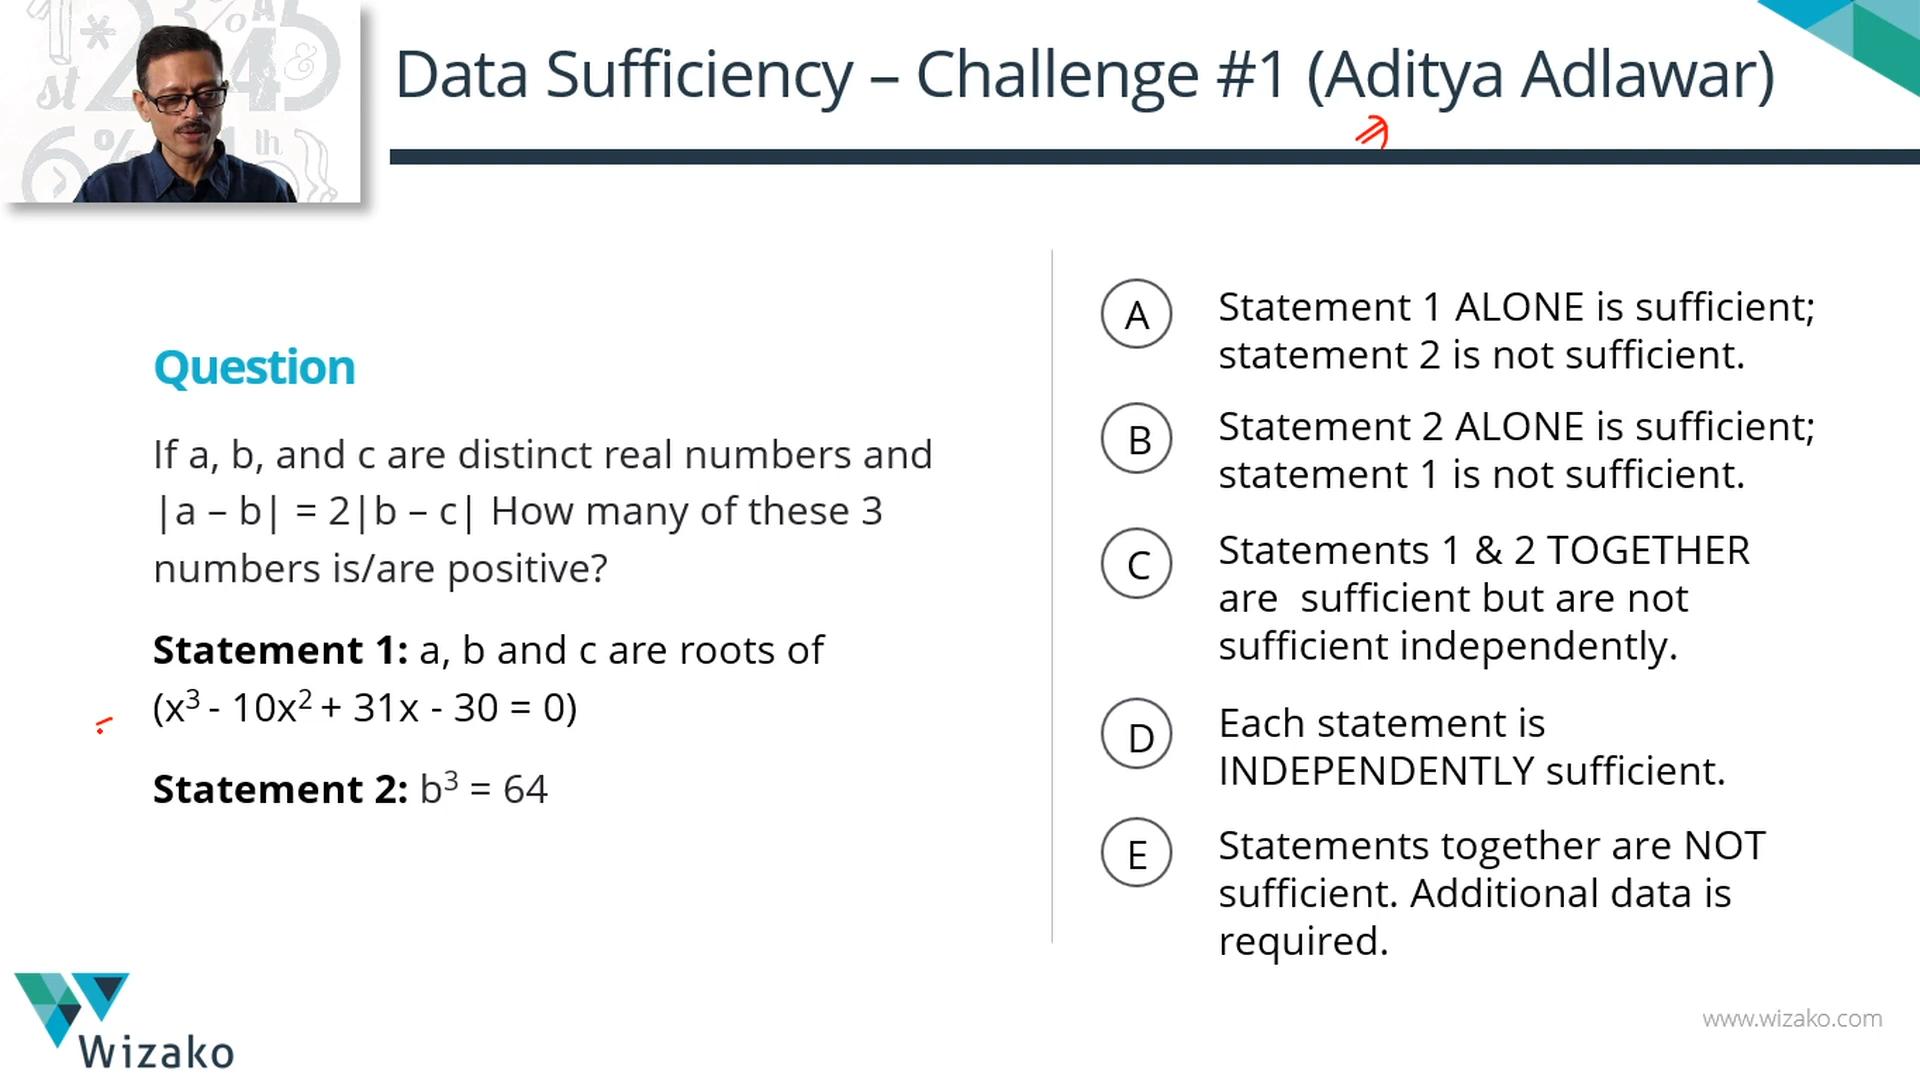 Data Sufficiency – Challenge #1 (Aditya Adlawar)
Question
If a, b, and c are distinct real numbers and
|a – b| = 2|b – c| How many of these 3
numbers is/are positive?
Statement 1: a, b and c are roots of
(x³ - 10x² + 31x - 30 = 0)
Statement 2: b³ = 64
A Statement 1 ALONE is sufficient;
statement 2 is not sufficient.
B Statement 2 ALONE is sufficient;
statement 1 is not sufficient.
C Statements 1 & 2 TOGETHER
are sufficient but are not
sufficient independently.
D Each statement is
INDEPENDENTLY sufficient.
E Statements together are NOT
sufficient. Additional data is
required.
Wizako
www.wizako.com